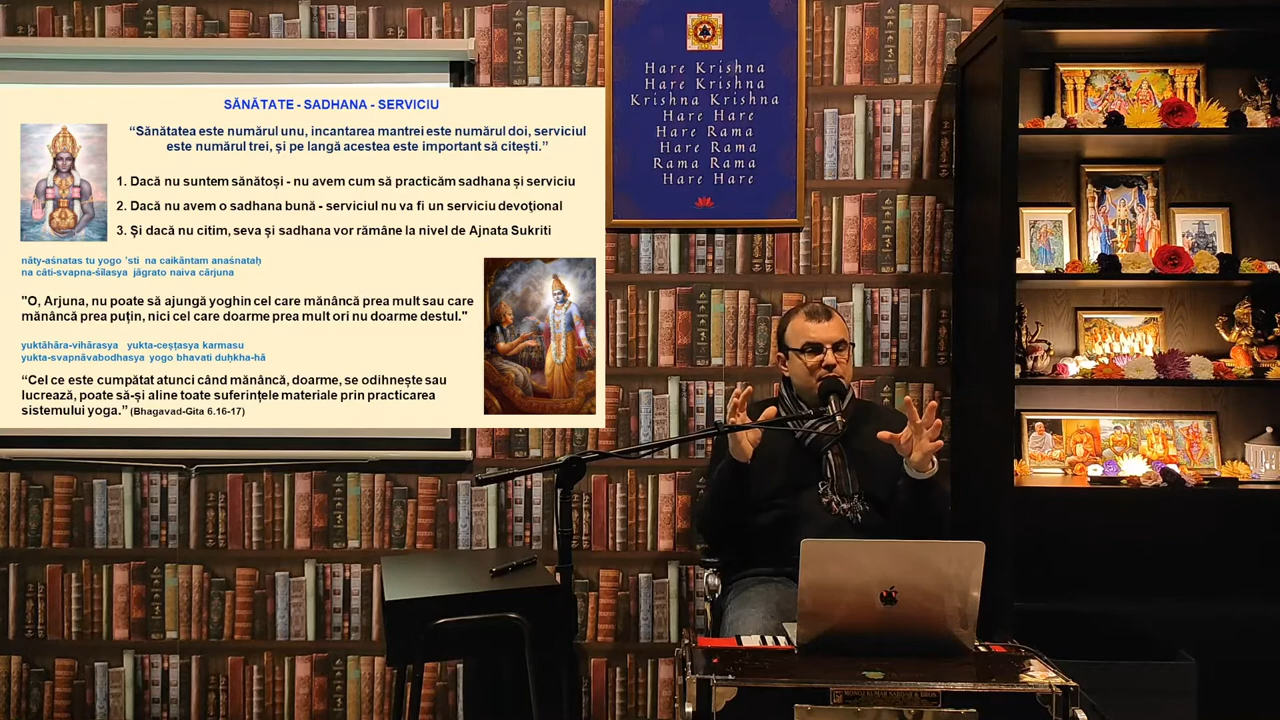 SĂNĂTATE - SADHANA - SERVICIU
“Sănătatea este numărul unu, incantarea mantrei este numărul doi, serviciul
este numărul trei, și pe langă acestea este important să citești.”
1. Dacă nu suntem sănătoși - nu avem cum să practicăm sadhana și serviciu
2. Dacă nu avem o sadhana bună - serviciul nu va fi un serviciu devoţional
3. Și dacă nu citim, seva și sadhana vor rămâne la nivel de Ajnata Sukriti
nāty-aśnatas tu yogo 'sti na caikāntam anaśnataḥ
na cāti-svapna-śīlasya jāgrato naiva cārjuna
"O, Arjuna, nu poate să ajungă yoghin cel care mănâncă prea mult sau care
mănâncă prea puțin, nici cel care doarme prea mult ori nu doarme destul."
yuktāhāra-vihārasya yukta-ceṣṭasya karmasu
yukta-svapnāvabodhasya yogo bhavati duḥkha-hā
“Cel ce este cumpătat atunci când mănâncă, doarme, se odihnește sau
lucrează, poate să-și aline toate suferințele materiale prin practicarea
sistemului yoga.” (Bhagavad-Gita 6.16-17)
Hare Krishna
Hare Krishna
Krishna Krishna
Hare Hare
Hare Rama
Hare Rama
Rama Rama
Hare Hare
MONOJ KUMAR SARDAR & BROS.